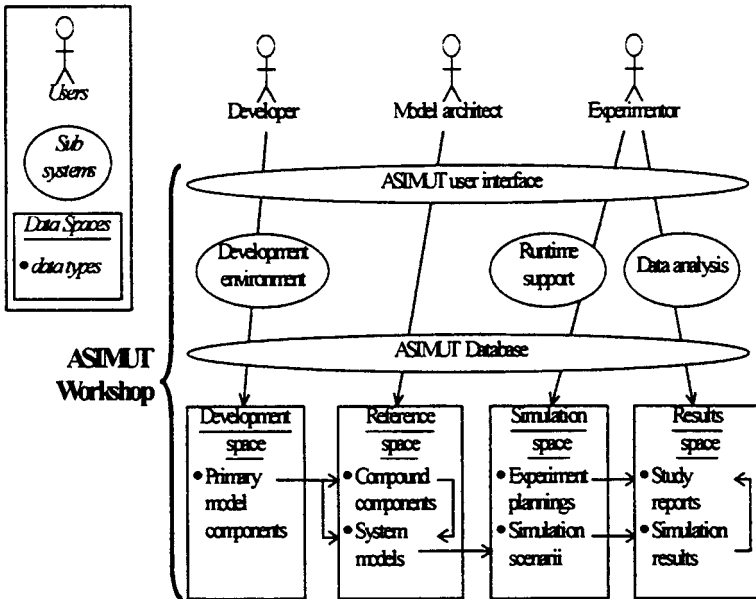 Users
Sub
systems
Data Spaces
• data types
Developer
Model architect
Experimentor
ASIMUT user interface
Development
environment
Runtime
support
Data analysis
ASIMUT Database
ASIMUT
Workshop
Development
space
• Primary
model
components
Reference
space
• Compound
components
• System
models
Simulation
space
• Experiment
plannings
• Simulation
scenarii
Results
space
• Study
reports
• Simulation
results